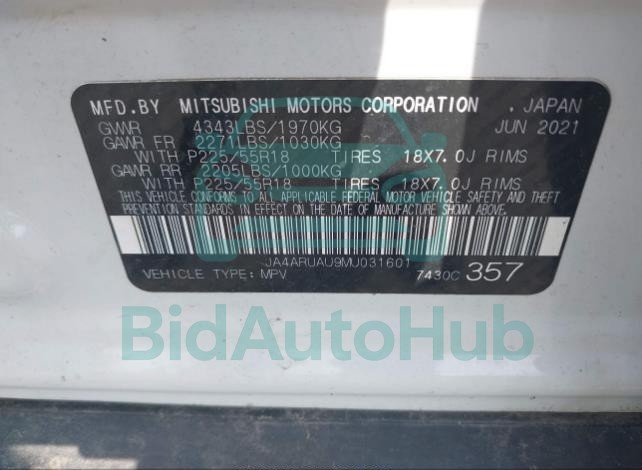 MFD.BY MITSUBISHI MOTORS CORPORATION . JAPAN
GVWR 4343LBS/1970KG JUN 2021
GAWR FR 2271LBS/1030KG
WITH P225/55R18 TIRES 18X7.0J RIMS
GAWR RR 2205LBS/1000KG
WITH P225/55R18 TIRES 18X7.0J RIMS
THIS VEHICLE CONFORMS TO ALL APPLICABLE FEDERAL MOTOR VEHICLE SAFETY AND THEFT
PREVENTION STANDARDS IN EFFECT ON THE DATE OF MANUFACTURE SHOWN ABOVE.
JA4ARUAU9MU031601
VEHICLE TYPE: MPV 7430C 357
BidAutoHub